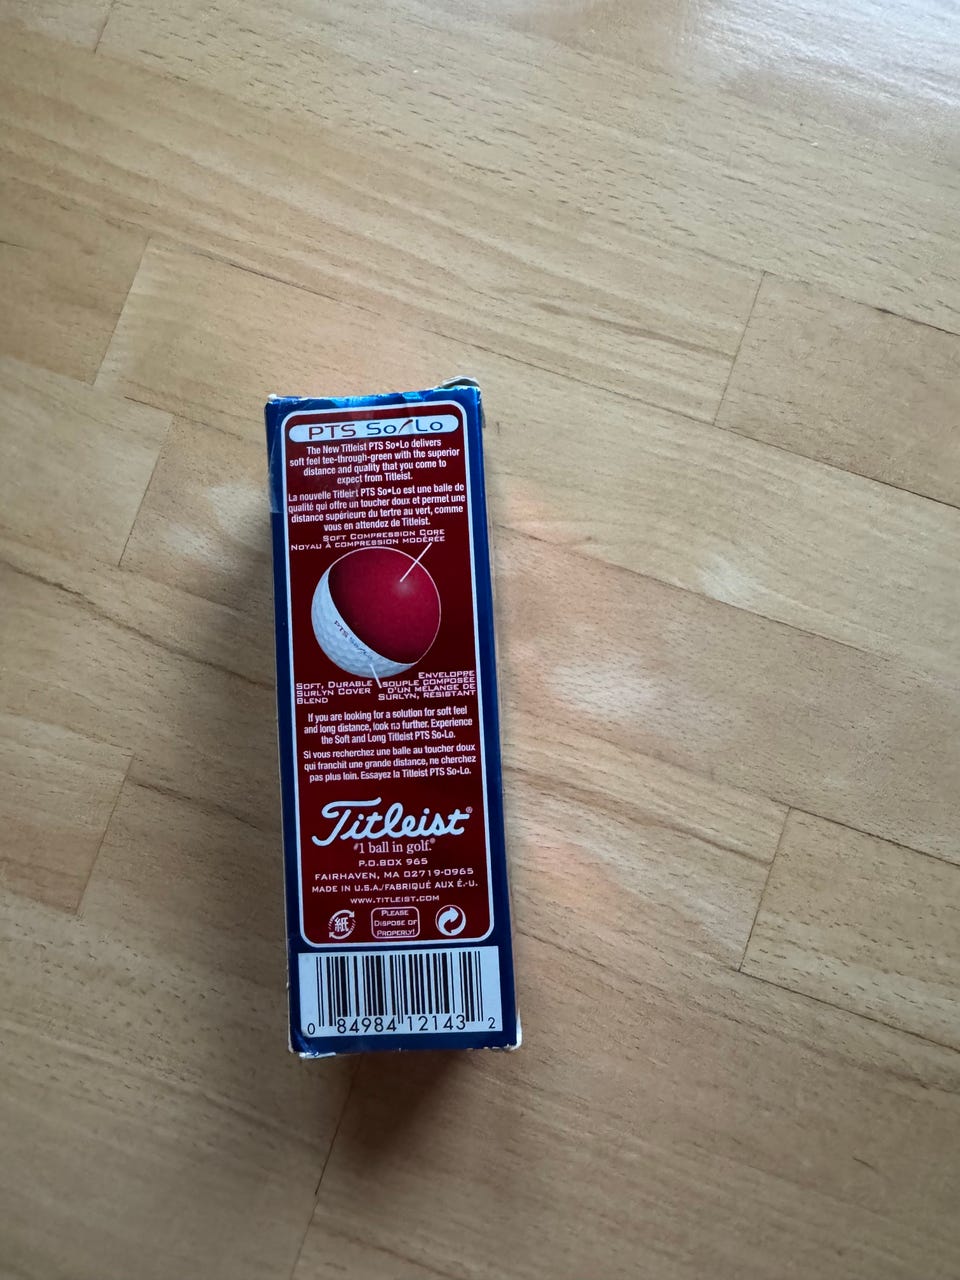 PTS So/Lo
The New Titleist PTS So•Lo delivers
soft feel tee-through-green with the superior
distance and quality that you come to
expect from Titleist.
La nouvelle Titleist PTS So•Lo est une balle de
qualité qui offre un toucher doux et permet une
distance supérieure du tertre au vert, comme
vous en attendez de Titleist.
SOFT COMPRESSION CORE
NOYAU À COMPRESSION MODÉRÉE
PTS So/Lo
SOFT, DURABLE
SURLYN COVER
BLEND
ENVELOPPE
SOUPLE COMPOSÉE
D'UN MÉLANGE DE
SURLYN, RÉSISTANT
If you are looking for a solution for soft feel
and long distance, look no further. Experience
the Soft and Long Titleist PTS So•Lo.
Si vous recherchez une balle au toucher doux
qui franchit une grande distance, ne cherchez
pas plus loin. Essayez la Titleist PTS So•Lo.
Titleist®
#1 ball in golf.®
P.O.BOX 965
FAIRHAVEN, MA 02719-0965
MADE IN U.S.A./FABRIQUÉ AUX É.-U.
WWW.TITLEIST.COM
PLEASE
DISPOSE OF
PROPERLY!
0 84984 12143 2